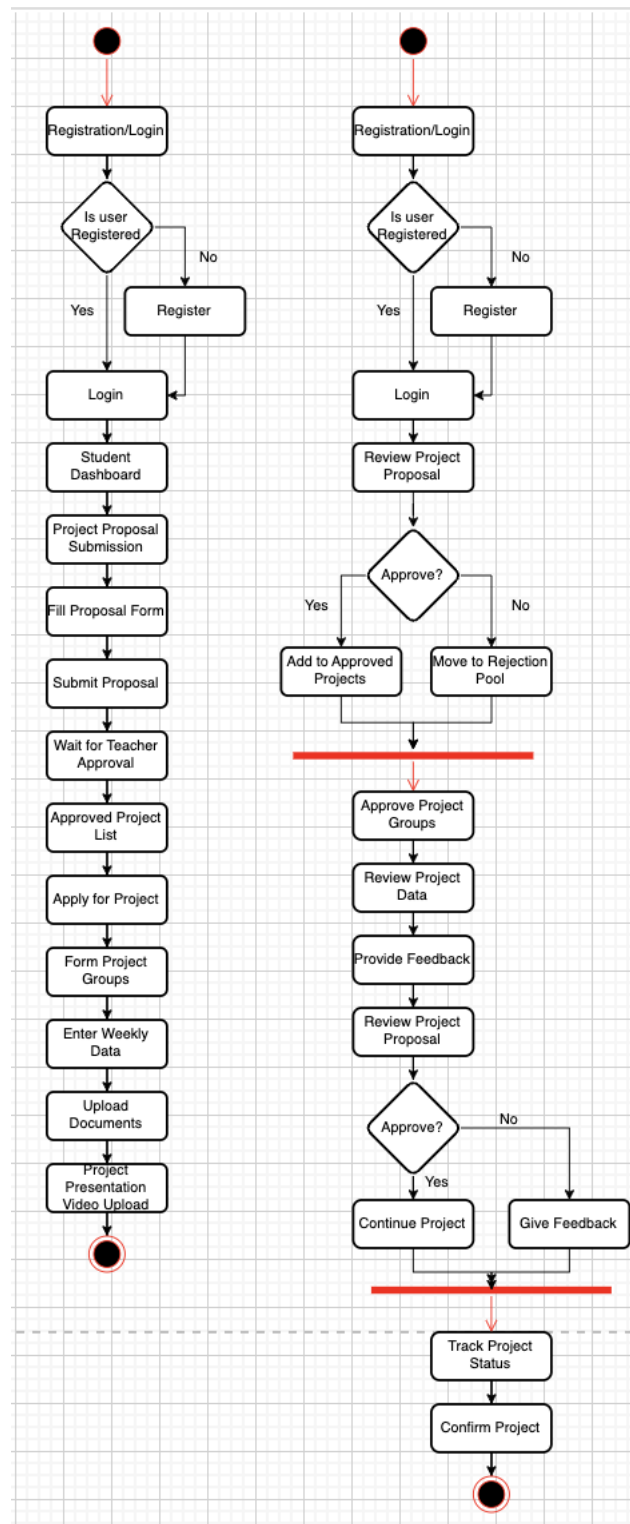 Registration/Login
Is user
Registered
No
Yes
Register
Login
Student
Dashboard
Project Proposal
Submission
Fill Proposal Form
Submit Proposal
Wait for Teacher
Approval
Approved Project
List
Apply for Project
Form Project
Groups
Enter Weekly
Data
Upload
Documents
Project
Presentation
Video Upload
Registration/Login
Is user
Registered
No
Yes
Register
Login
Review Project
Proposal
Approve?
Yes
No
Add to Approved
Projects
Move to Rejection
Pool
Approve Project
Groups
Review Project
Data
Provide Feedback
Review Project
Proposal
Approve?
No
Yes
Continue Project
Give Feedback
Track Project
Status
Confirm Project